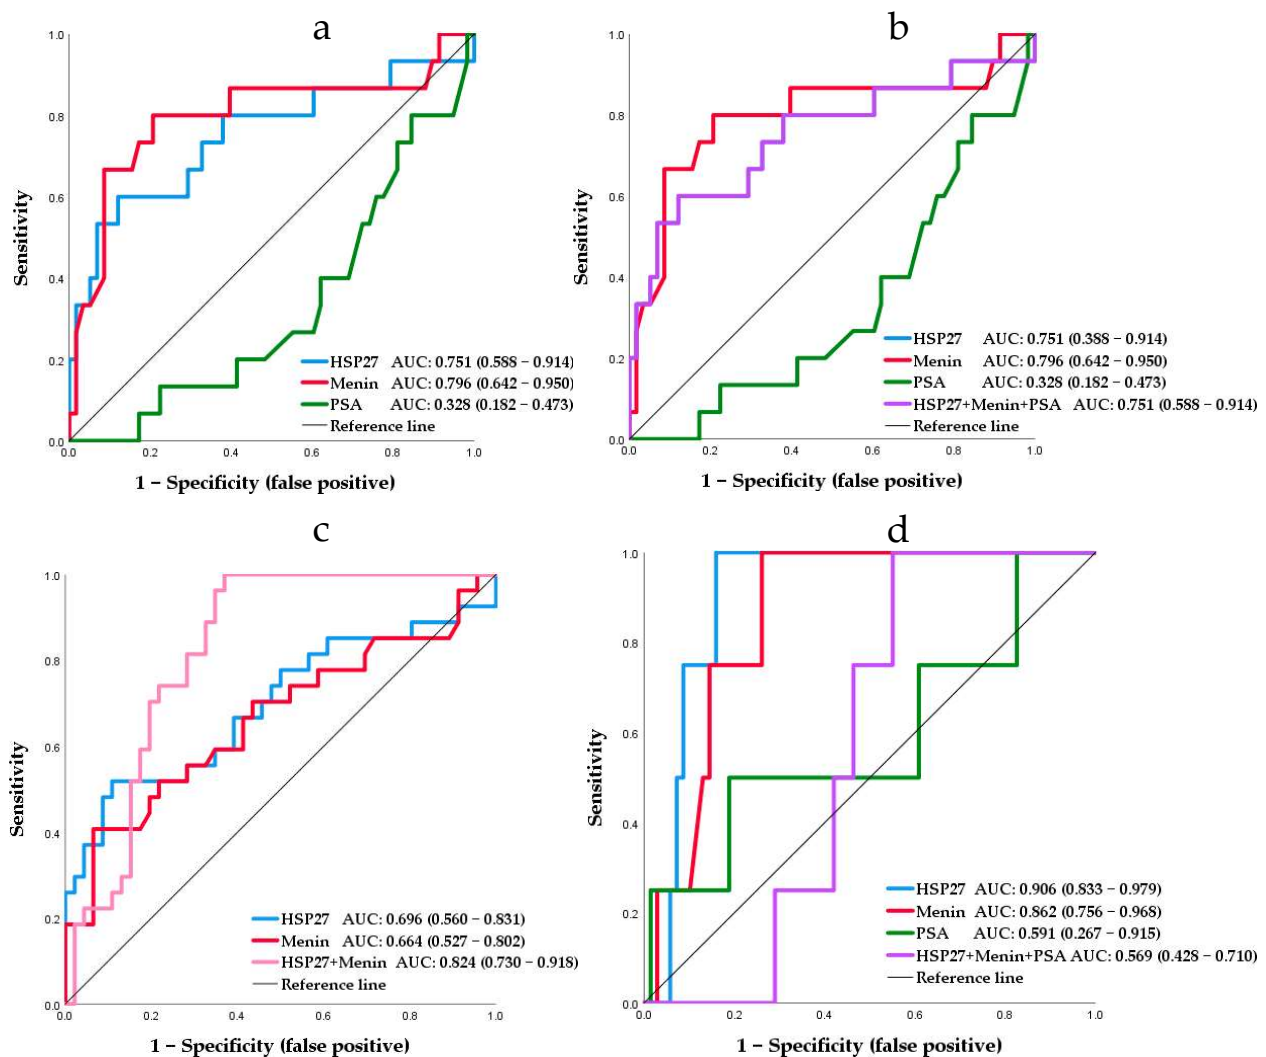 a
1.0
0.8
0.6
0.4
0.2
0.0
Sensitivity
HSP27 AUC: 0.751 (0.588 – 0.914)
Menin AUC: 0.796 (0.642 – 0.950)
PSA AUC: 0.328 (0.182 – 0.473)
Reference line
0.0 0.2 0.4 0.6 0.8 1.0
1 – Specificity (false positive)
b
1.0
0.8
0.6
0.4
0.2
0.0
Sensitivity
HSP27 AUC: 0.751 (0.388 – 0.914)
Menin AUC: 0.796 (0.642 – 0.950)
PSA AUC: 0.328 (0.182 – 0.473)
HSP27+Menin+PSA AUC: 0.751 (0.588 – 0.914)
Reference line
0.0 0.2 0.4 0.6 0.8 1.0
1 – Specificity (false positive)
c
1.0
0.8
0.6
0.4
0.2
0.0
Sensitivity
HSP27 AUC: 0.696 (0.560 – 0.831)
Menin AUC: 0.664 (0.527 – 0.802)
HSP27+Menin AUC: 0.824 (0.730 – 0.918)
Reference line
0.0 0.2 0.4 0.6 0.8 1.0
1 – Specificity (false positive)
d
1.0
0.8
0.6
0.4
0.2
0.0
Sensitivity
HSP27 AUC: 0.906 (0.833 – 0.979)
Menin AUC: 0.862 (0.756 – 0.968)
PSA AUC: 0.591 (0.267 – 0.915)
HSP27+Menin+PSA AUC: 0.569 (0.428 – 0.710)
Reference line
0.0 0.2 0.4 0.6 0.8 1.0
1 – Specificity (false positive)